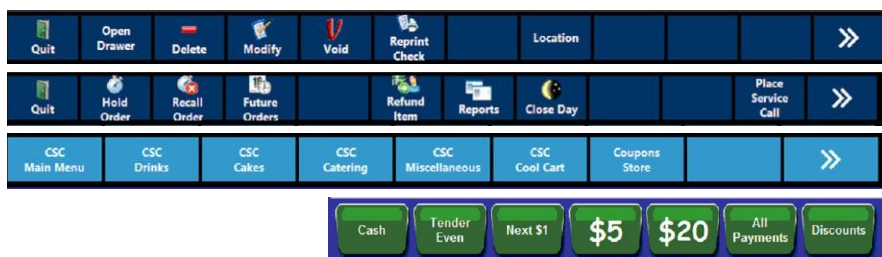 Quit
Open
Drawer
Delete
Modify
Void
Reprint
Check
Location
Quit
Hold
Order
Recall
Order
Future
Orders
Refund
Item
Reports
Close Day
Place
Service
Call
CSC
Main Menu
CSC
Drinks
CSC
Cakes
CSC
Catering
CSC
Miscellaneous
CSC
Cool Cart
Coupons
Store
Cash
Tender
Even
Next $1
$5
$20
All
Payments
Discounts